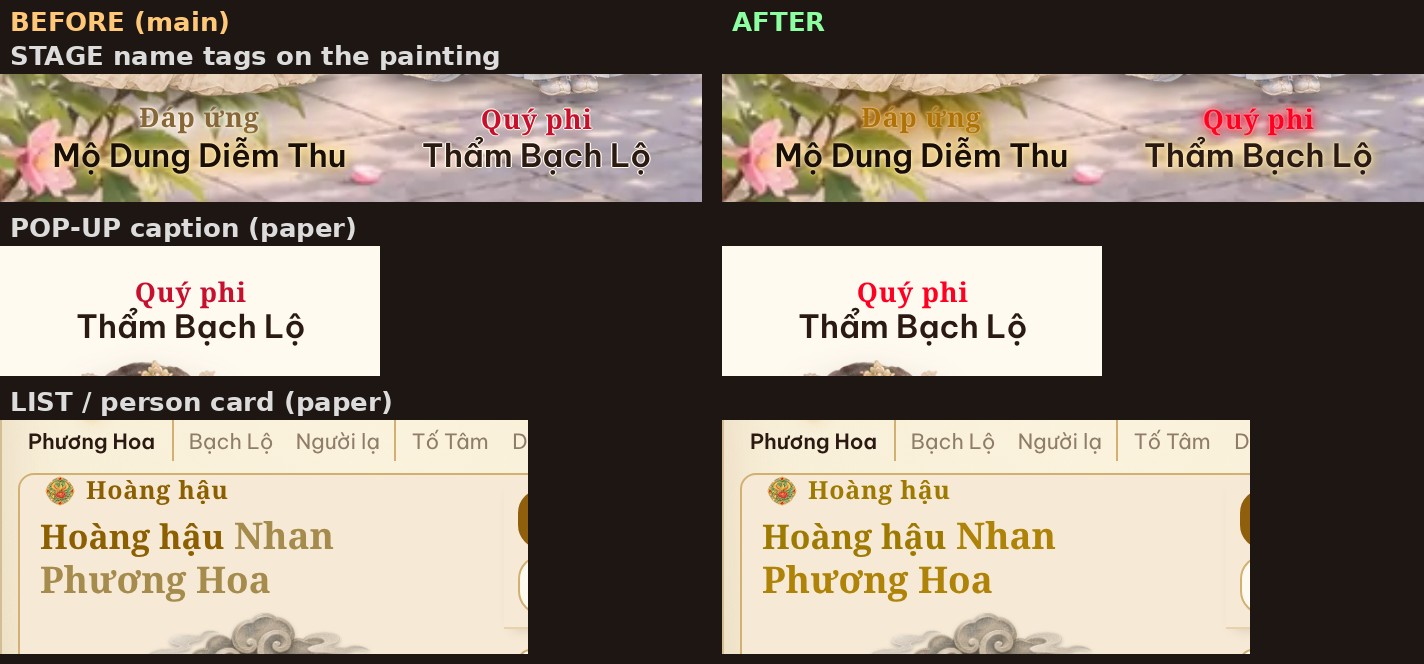 BEFORE (main) AFTER
STAGE name tags on the painting
Đáp ứng Quý phi Đáp ứng Quý phi
Mộ Dung Diễm Thu Thẩm Bạch Lộ Mộ Dung Diễm Thu Thẩm Bạch Lộ
POP-UP caption (paper)
Quý phi Quý phi
Thẩm Bạch Lộ Thẩm Bạch Lộ
LIST / person card (paper)
Phương Hoa Bạch Lộ Người lạ Tố Tâm D Phương Hoa Bạch Lộ Người lạ Tố Tâm D
Hoàng hậu Hoàng hậu
Hoàng hậu Nhan Hoàng hậu Nhan
Phương Hoa Phương Hoa